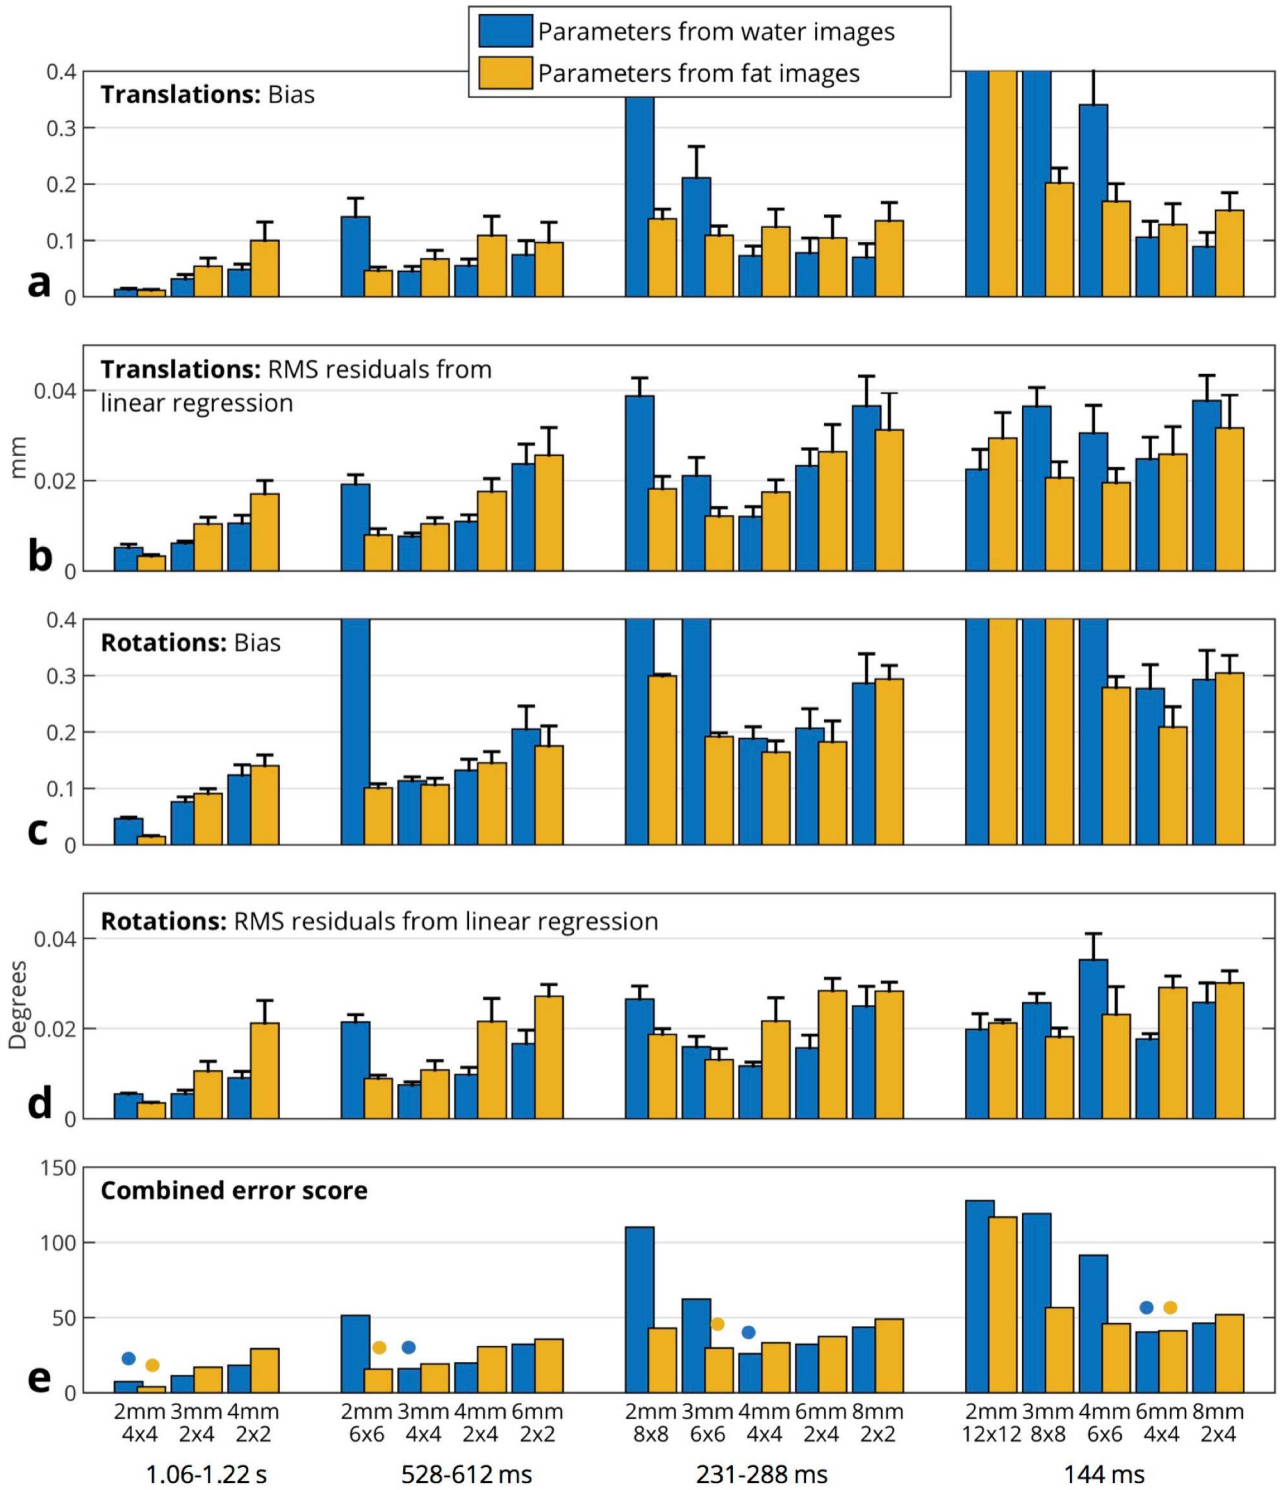 Parameters from water images
Parameters from fat images
0.4
Translations: Bias
0.3
0.2
0.1
0
a
Translations: RMS residuals from
linear regression
0.04
mm
0.02
0
b
0.4
Rotations: Bias
0.3
0.2
0.1
0
c
Rotations: RMS residuals from linear regression
0.04
Degrees
0.02
0
d
150
Combined error score
100
50
0
e
2mm 3mm 4mm 2mm 3mm 4mm 6mm 2mm 3mm 4mm 6mm 8mm 2mm 3mm 4mm 6mm 8mm
4x4 2x4 2x2 6x6 4x4 2x4 2x2 8x8 6x6 4x4 2x4 2x2 12x12 8x8 6x6 4x4 2x4
1.06-1.22 s 528-612 ms 231-288 ms 144 ms